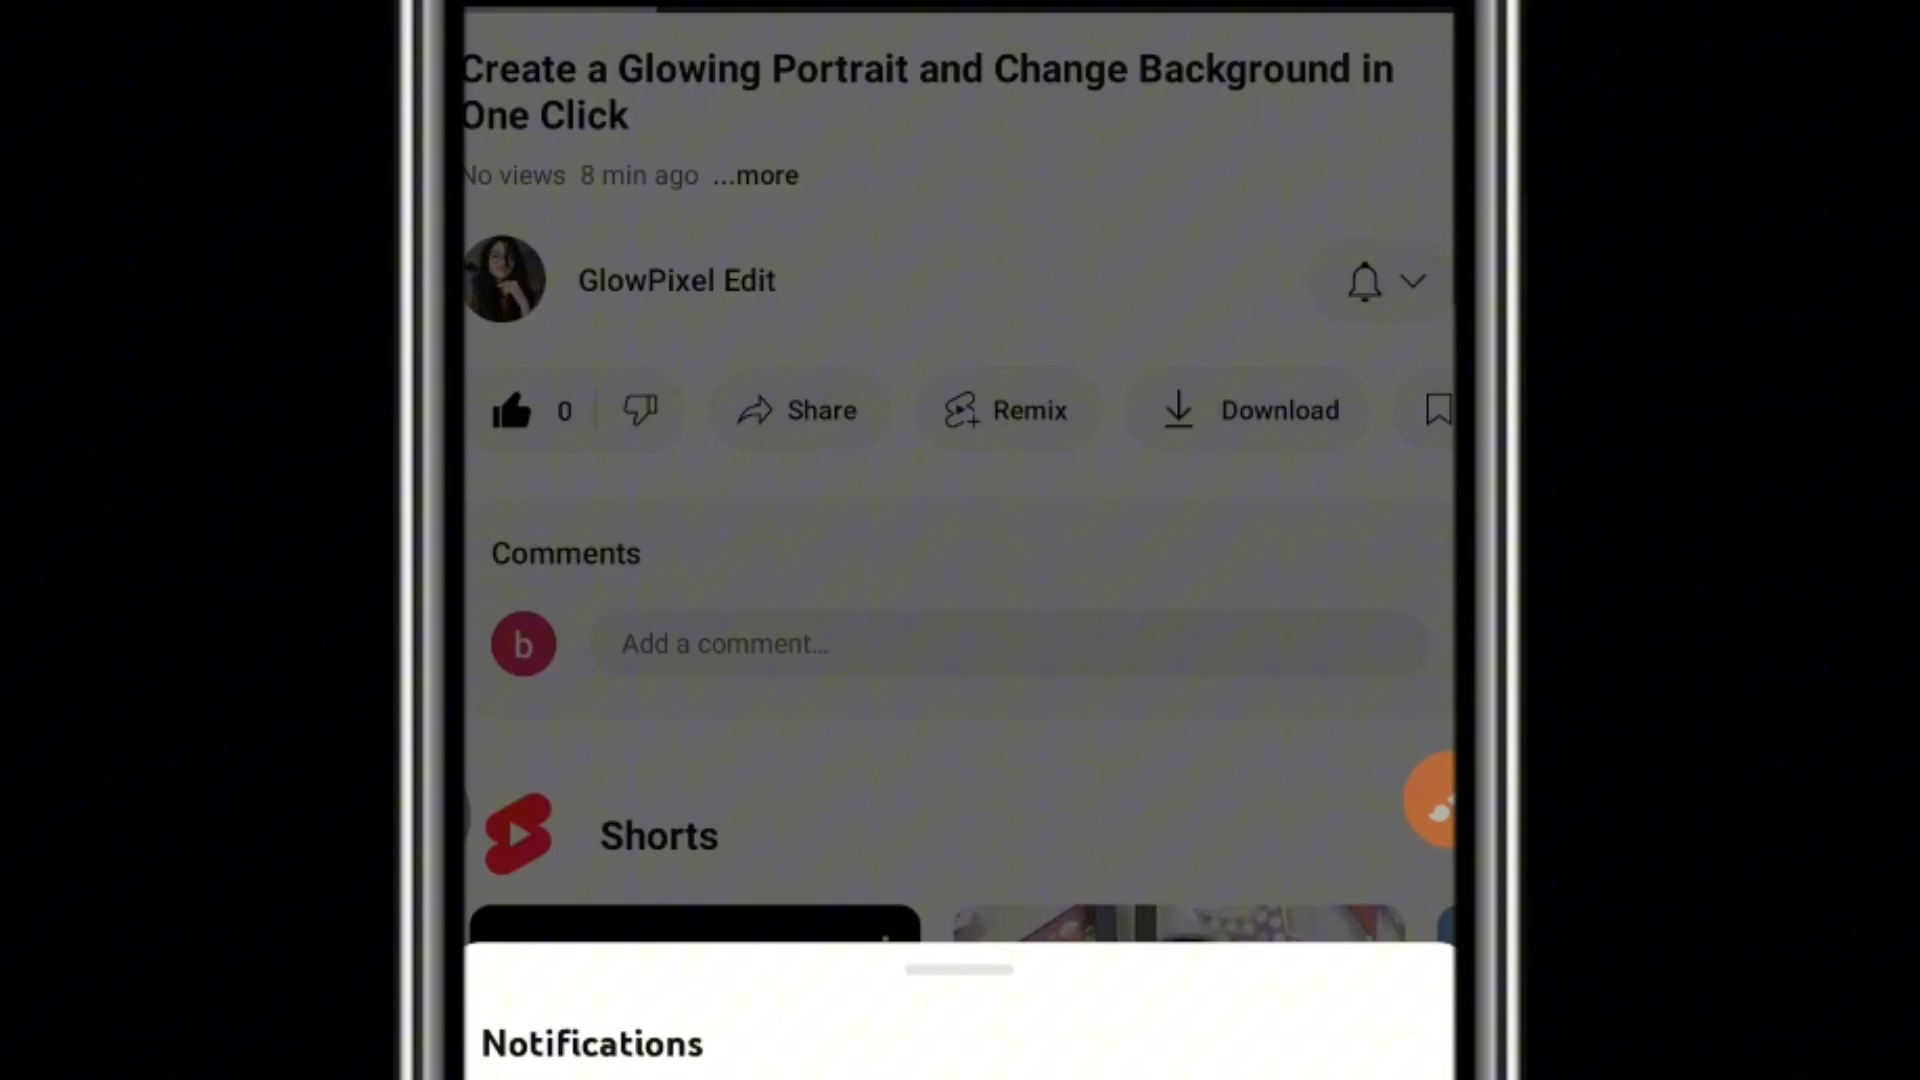 Create a Glowing Portrait and Change Background in
One Click
No views 8 min ago ...more
GlowPixel Edit
0 Share Remix Download
Comments
b Add a comment...
Shorts
Notifications